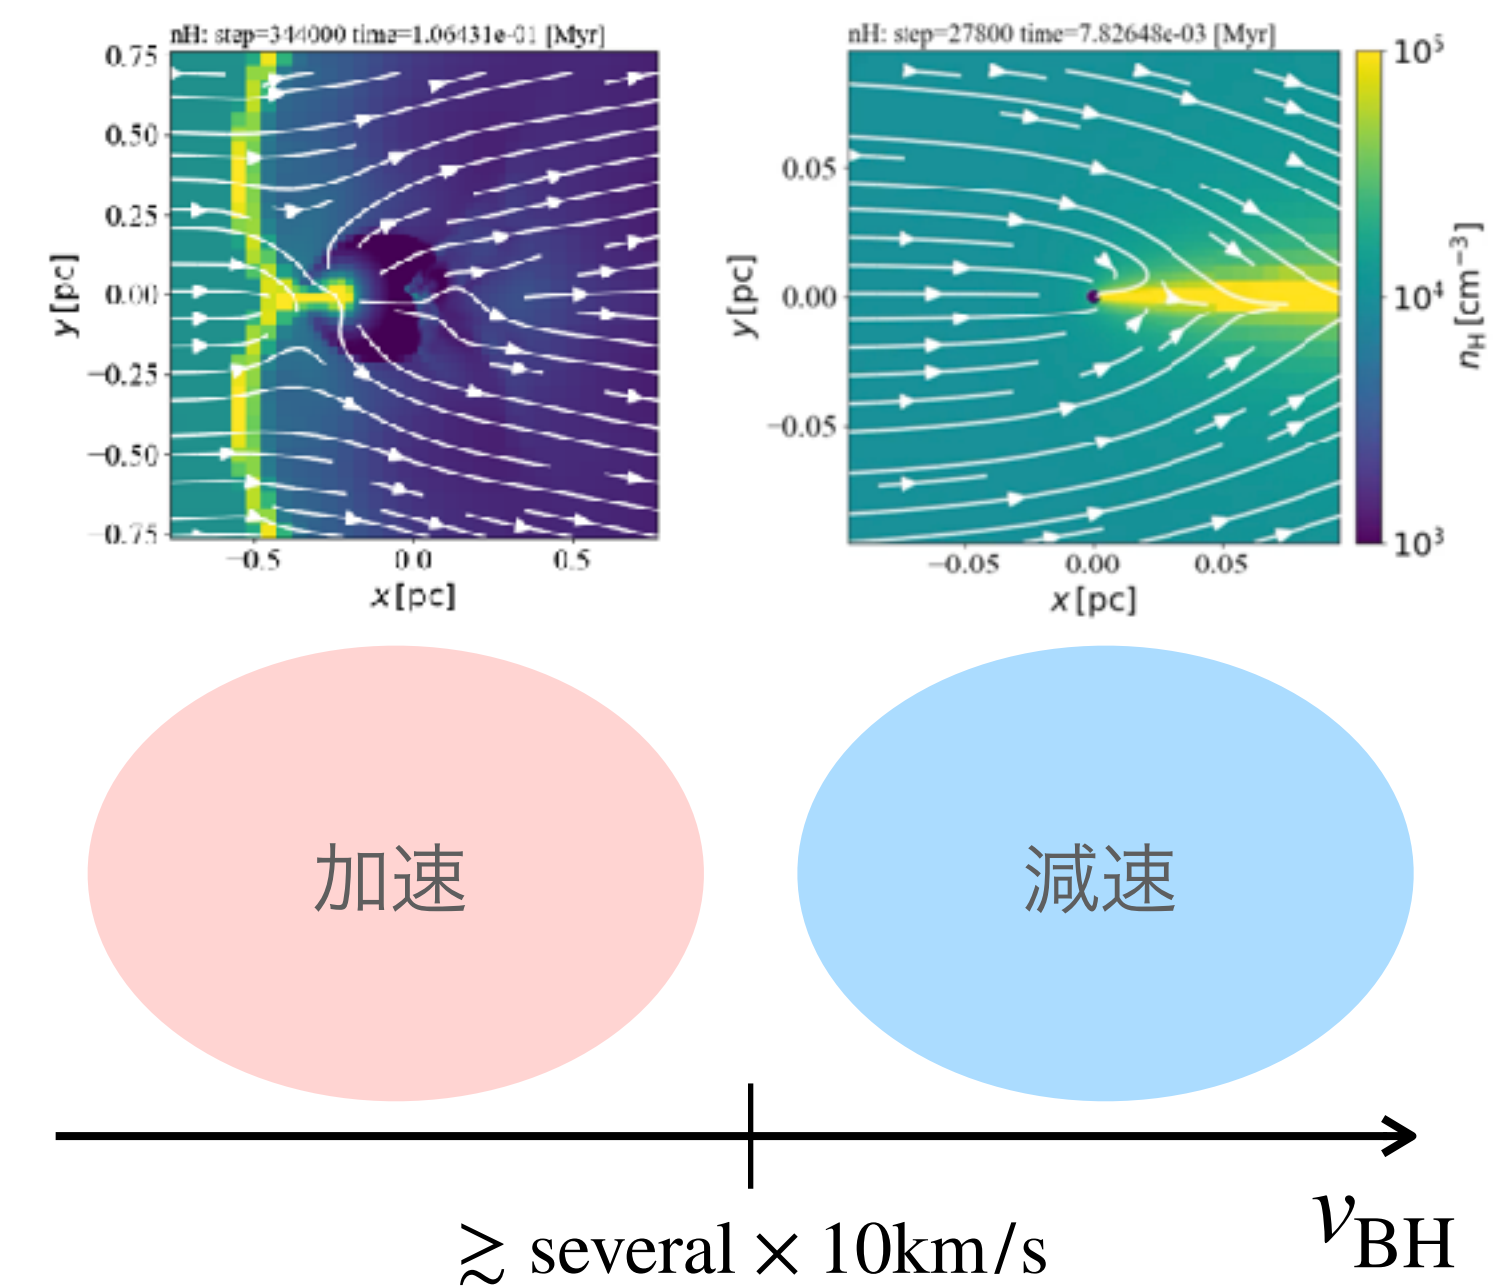 nH: step=344000 time=1.06431e-01 [Myr]
0.75
0.50
0.25
0.00
−0.25
−0.50
−0.75
y [pc]
−0.5
0.0
0.5
x [pc]
nH: step=27800 time=7.82648e-03 [Myr]
0.05
0.00
−0.05
y [pc]
−0.05
0.00
0.05
x [pc]
10⁵
10⁴
10³
n_H [cm⁻³]
加速
減速
≳ several × 10km/s
v_BH